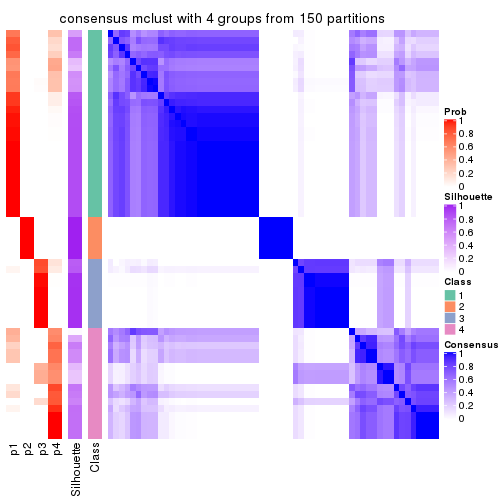 consensus mclust with 4 groups from 150 partitions
Prob
1
0.8
0.6
0.4
0.2
0
Silhouette
1
0.8
0.6
0.4
0.2
0
Class
1
2
3
4
Consensus
1
0.8
0.6
0.4
0.2
0
p1
p2
p3
p4
Silhouette
Class